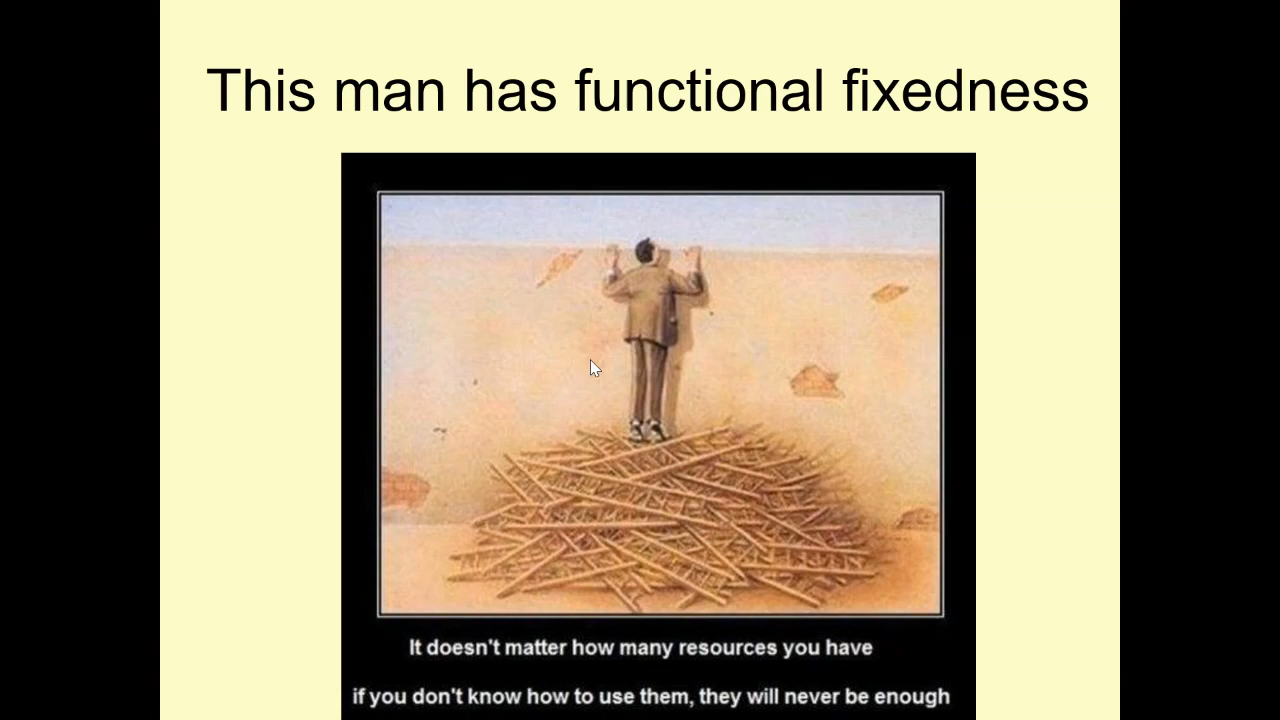 This man has functional fixedness
It doesn't matter how many resources you have
if you don't know how to use them, they will never be enough